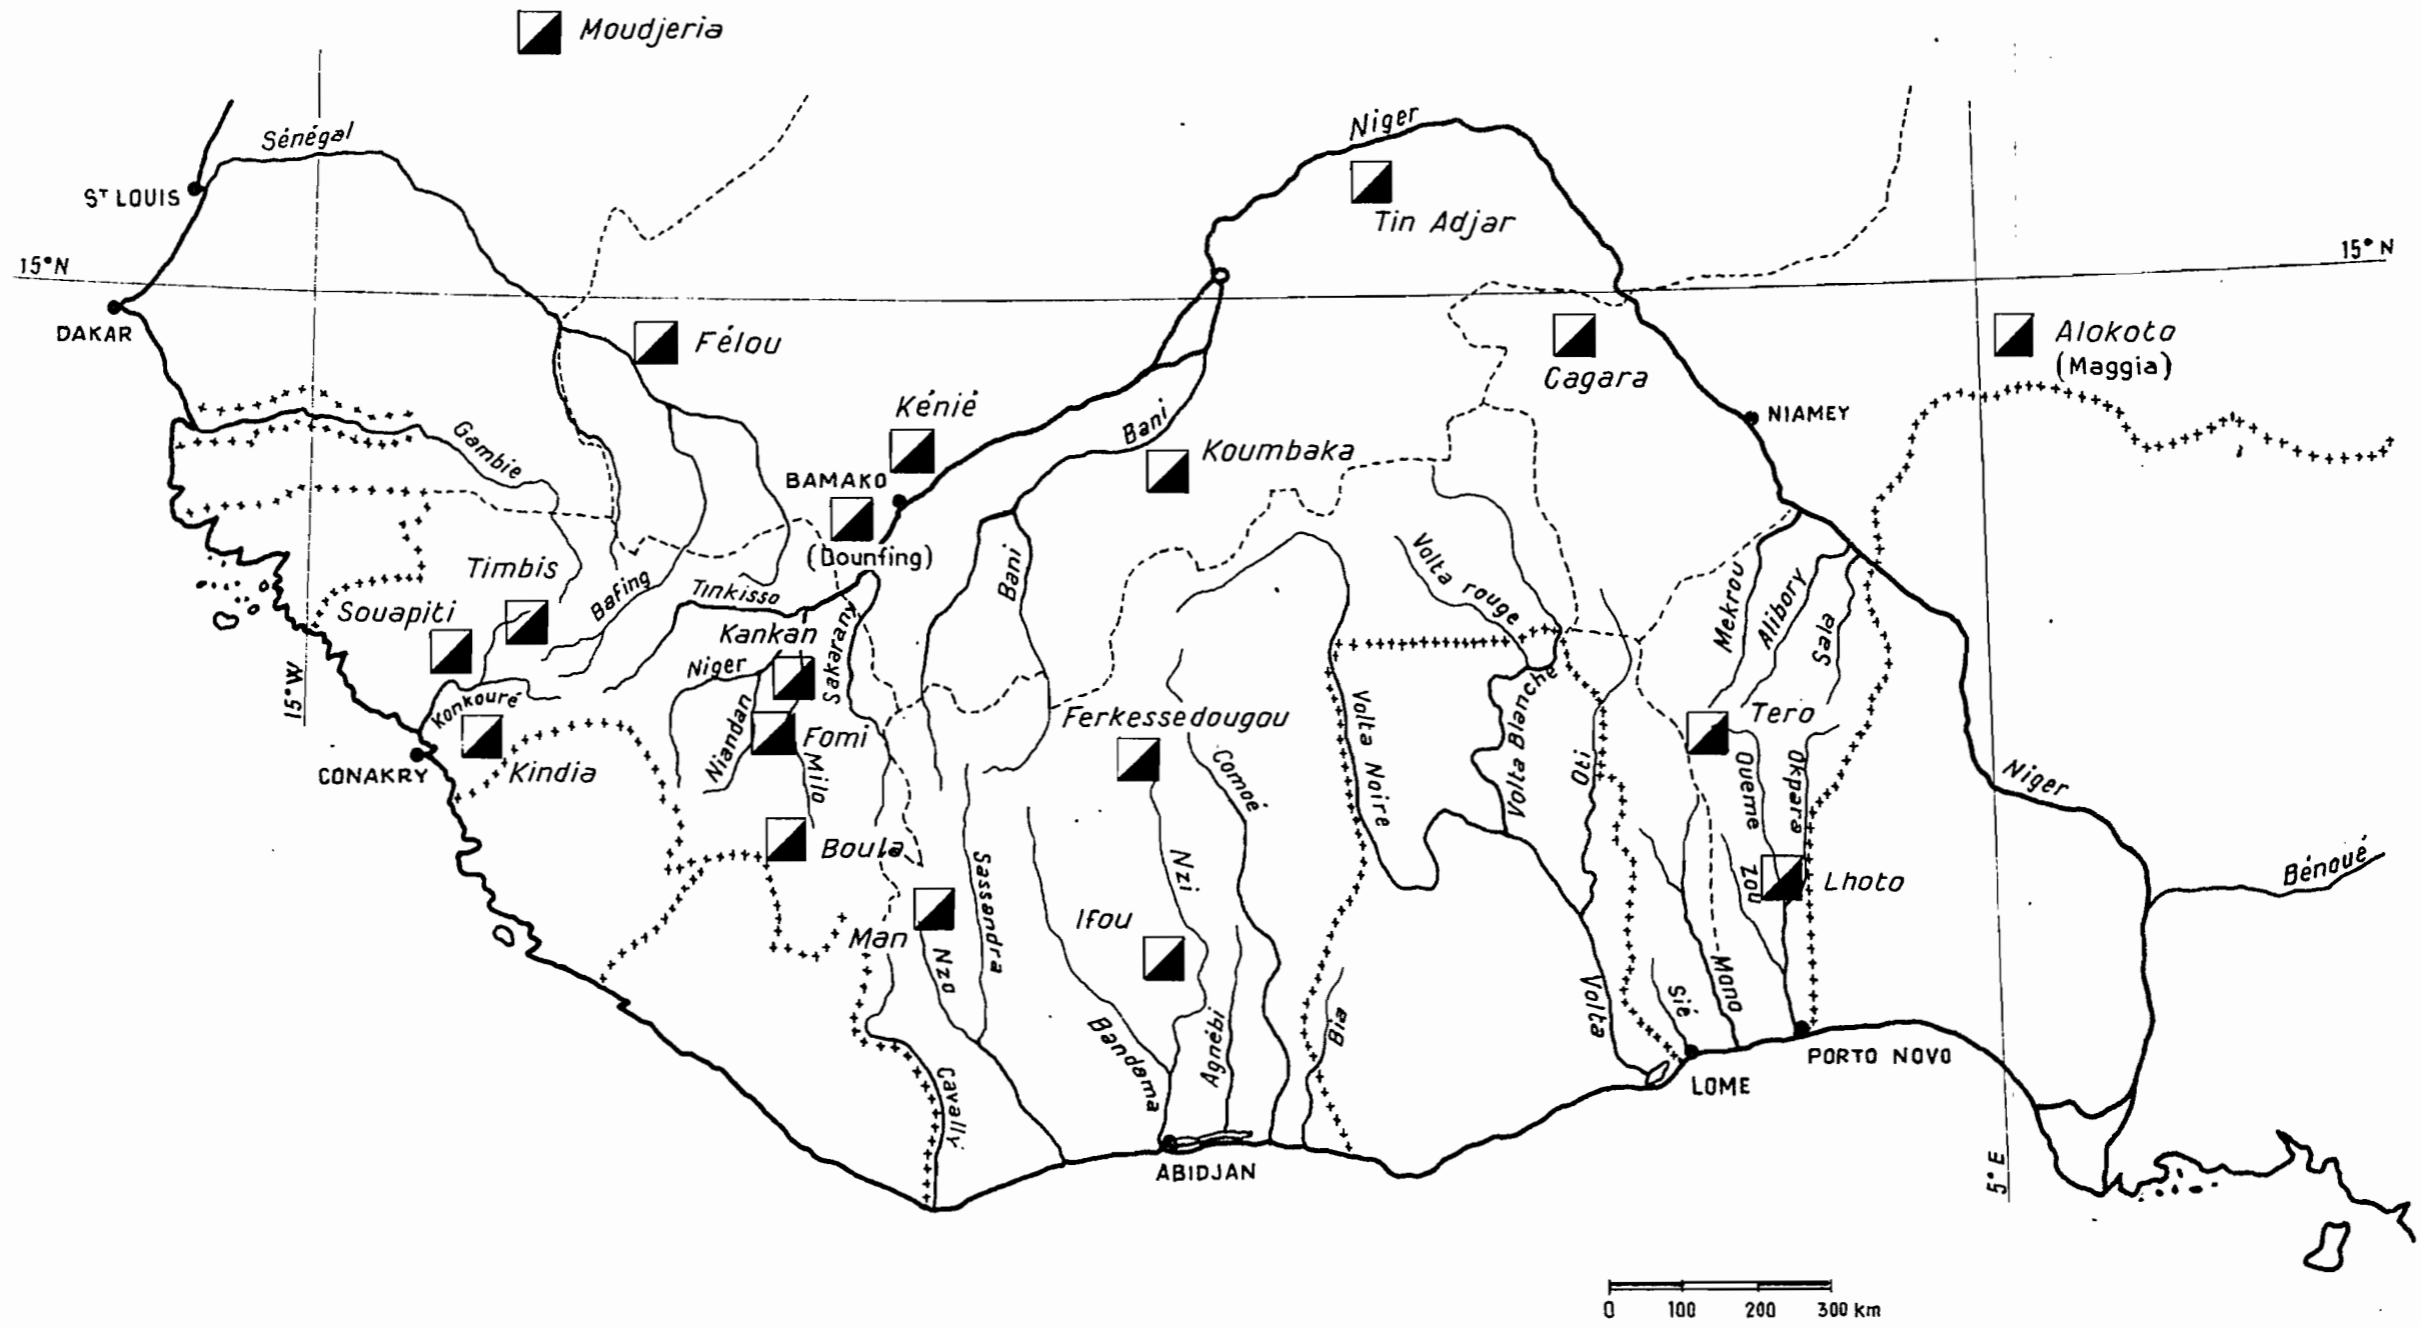 Moudjeria
Sénégal
Niger
ST LOUIS
Tin Adjar
15° N
15° N
DAKAR
Félou
Cagara
Alokoto
(Maggia)
Kénié
NIAMEY
Gambie
Bani
Koumbaka
BAMAKO
(Dounfing)
Timbis
Bafing
Tinkisso
Bani
Volta rouge
Mekrou
Alibory
Sala
Souapiti
Kankan
Sakarany
Niger
15° W
Konkouré
Niandan
Fomi
Milo
Ferkessedougou
Comoé
Volta Noire
Volta Blanche
Oti
Tero
Ouemé
Okpara
CONAKRY
Kindia
Niger
Boula
Sassandra
Nzi
Zou
Lhoto
Bénoué
Man
Nzo
Ifou
Bandama
Agnébi
Bia
Volta
Sié
Mono
Cavally
PORTO NOVO
LOME
ABIDJAN
5° E
0 100 200 300 km